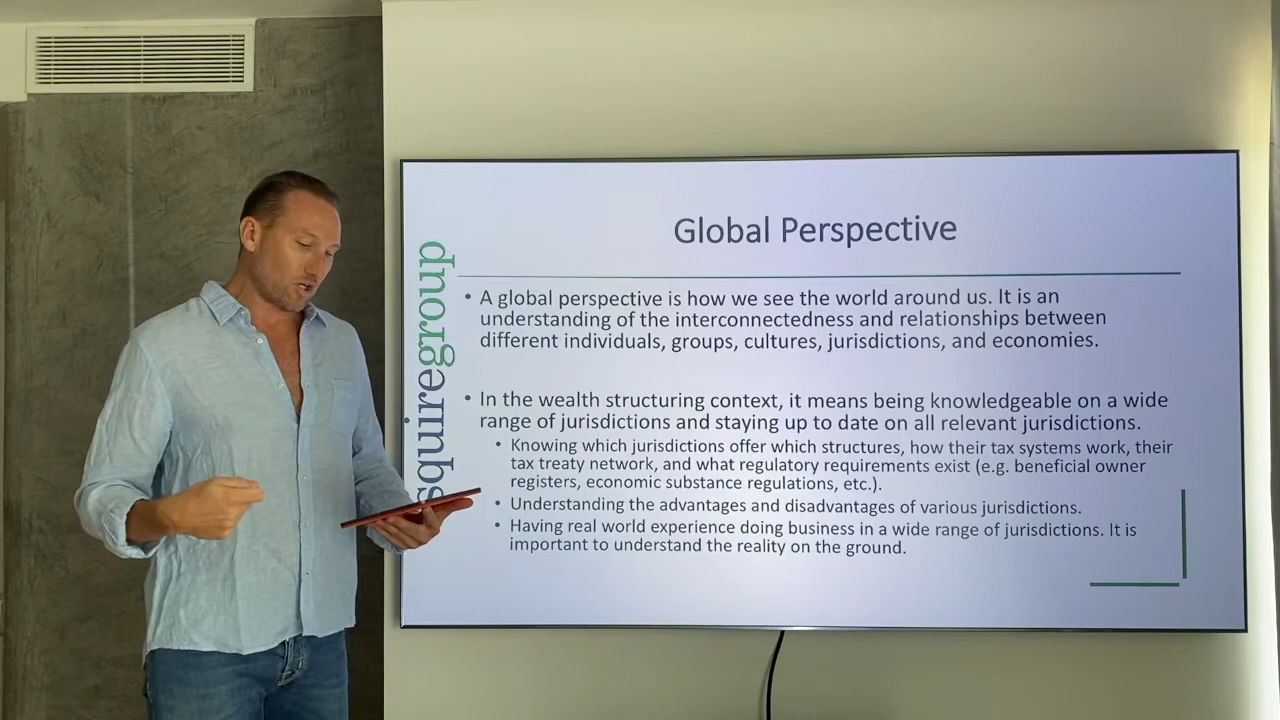 Global Perspective
squiregroup
• A global perspective is how we see the world around us. It is an
understanding of the interconnectedness and relationships between
different individuals, groups, cultures, jurisdictions, and economies.
• In the wealth structuring context, it means being knowledgeable on a wide
range of jurisdictions and staying up to date on all relevant jurisdictions.
• Knowing which jurisdictions offer which structures, how their tax systems work, their
tax treaty network, and what regulatory requirements exist (e.g. beneficial owner
registers, economic substance regulations, etc.).
• Understanding the advantages and disadvantages of various jurisdictions.
• Having real world experience doing business in a wide range of jurisdictions. It is
important to understand the reality on the ground.